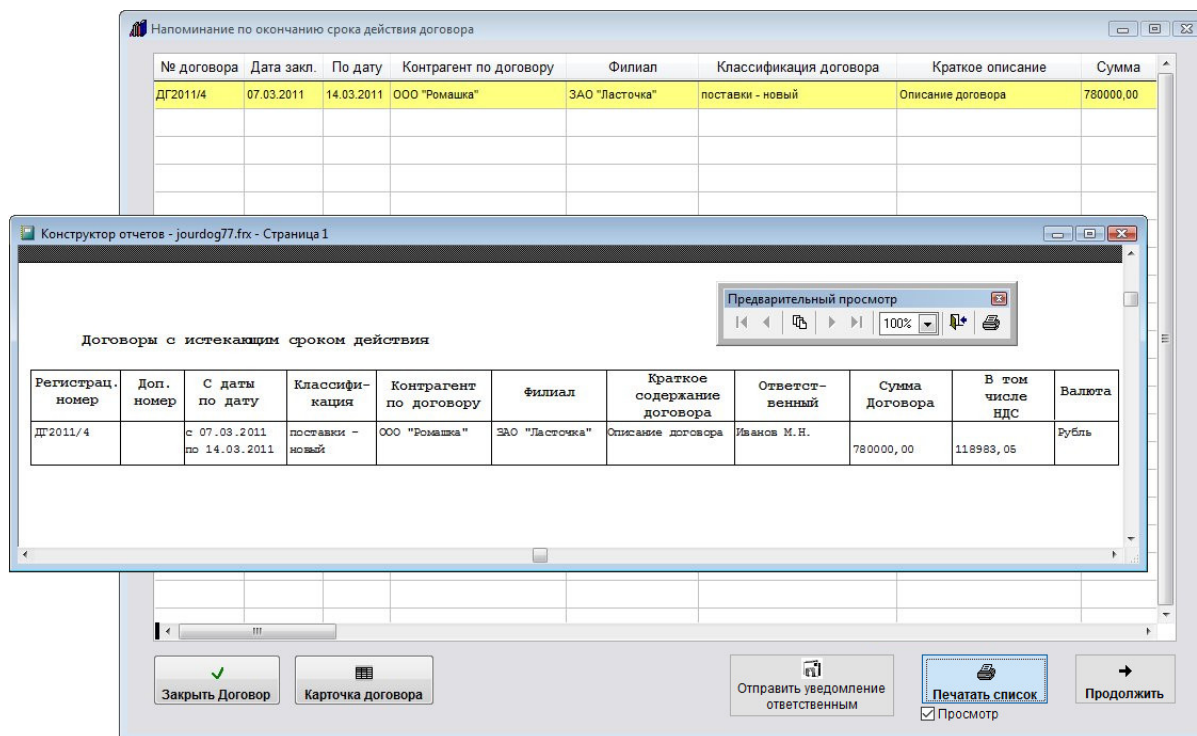 Напоминание по окончанию срока действия договора
№ договора Дата закл. По дату Контрагент по договору Филиал Классификация договора Краткое описание Сумма
ДГ2011/4 07.03.2011 14.03.2011 ООО "Ромашка" ЗАО "Ласточка" поставки - новый Описание договора 780000,00
Конструктор отчетов - jourdog77.frx - Страница 1
Предварительный просмотр
100%
Договоры с истекающим сроком действия
Регистрац. Доп. С даты Классифи- Контрагент Филиал Краткое Ответст- Сумма В том Валюта
номер номер по дату кация по договору содержание венный Договора числе
договора НДС
ДГ2011/4 с 07.03.2011 поставки - ООО "Ромашка" ЗАО "Ласточка" Описание договора Иванов М.Н. Рубль
по 14.03.2011 новый 780000,00 118983,05
Закрыть Договор Карточка договора Отправить уведомление Печатать список Продолжить
ответственным Просмотр